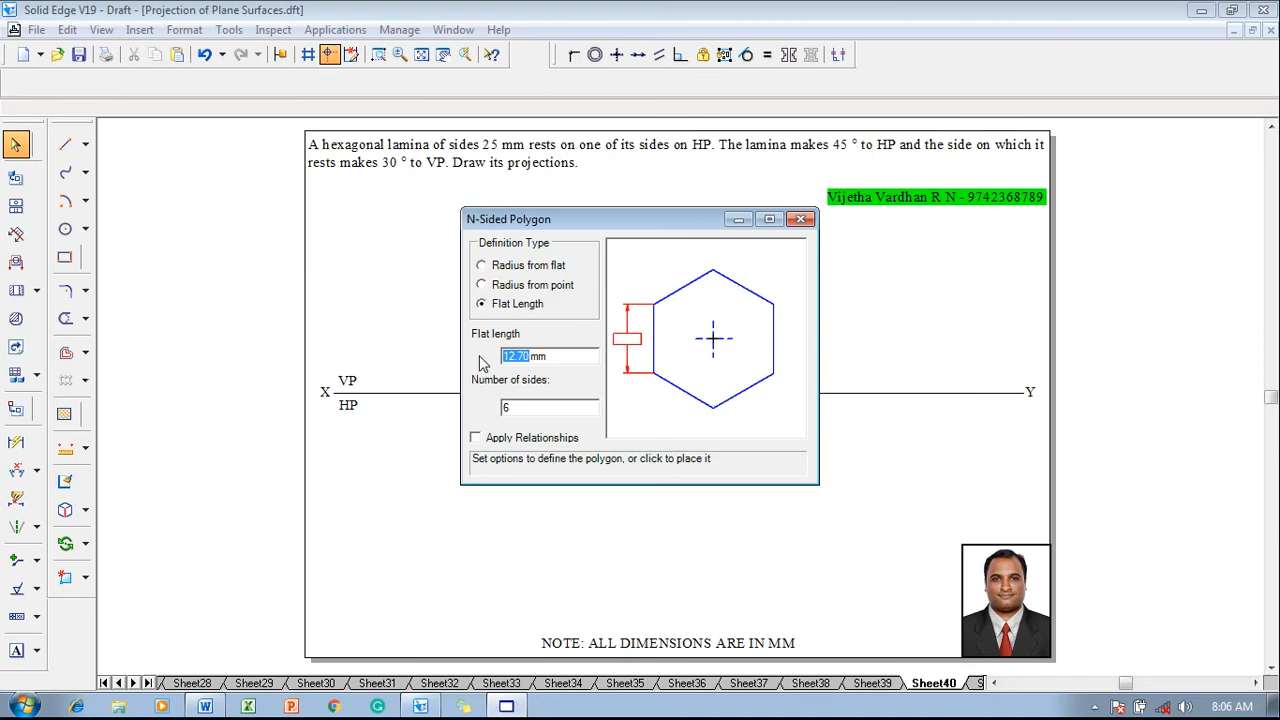 Solid Edge V19 - Draft - [Projection of Plane Surfaces.dft]
File Edit View Insert Format Tools Inspect Applications Manage Window Help
A hexagonal lamina of sides 25 mm rests on one of its sides on HP. The lamina makes 45 ° to HP and the side on which it
rests makes 30 ° to VP. Draw its projections.
Vijetha Vardhan R N - 9742368789
N-Sided Polygon
Definition Type
Radius from flat
Radius from point
Flat Length
Flat length
12.70 mm
Number of sides:
6
Apply Relationships
Set options to define the polygon, or click to place it
X VP
HP
Y
NOTE: ALL DIMENSIONS ARE IN MM
Sheet28 Sheet29 Sheet30 Sheet31 Sheet32 Sheet33 Sheet34 Sheet35 Sheet36 Sheet37 Sheet38 Sheet39 Sheet40 S
8:06 AM